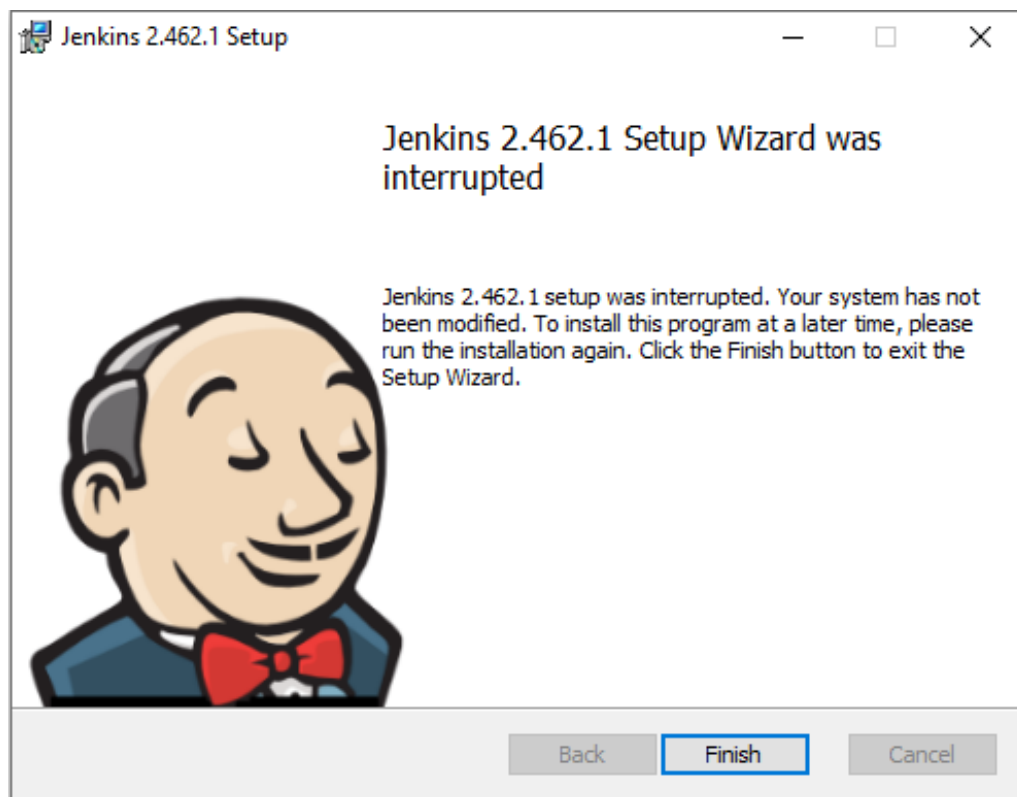 Jenkins 2.462.1 Setup
Jenkins 2.462.1 Setup Wizard was
interrupted
Jenkins 2.462.1 setup was interrupted. Your system has not
been modified. To install this program at a later time, please
run the installation again. Click the Finish button to exit the
Setup Wizard.
Back
Finish
Cancel